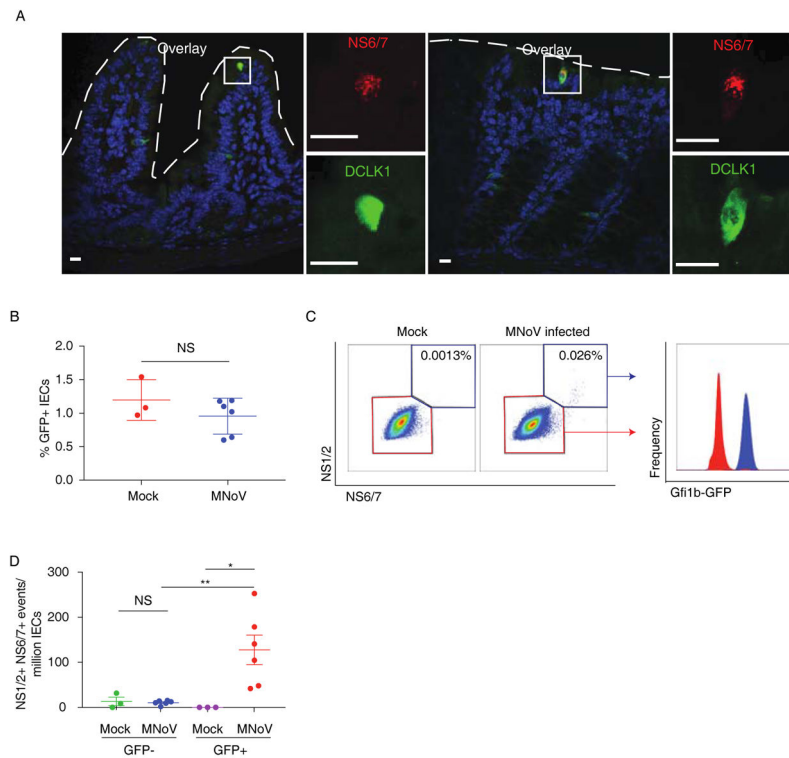 A
Overlay
NS6/7
DCLK1
Overlay
NS6/7
DCLK1
B
NS
% GFP+ IECs
2.0
1.5
1.0
0.5
0.0
Mock
MNoV
C
Mock
MNoV infected
0.0013%
0.026%
NS1/2
NS6/7
Frequency
Gfi1b-GFP
D
NS1/2+ NS6/7+ events/
million IECs
300
200
100
0
*
**
NS
Mock MNoV Mock MNoV
GFP- GFP+